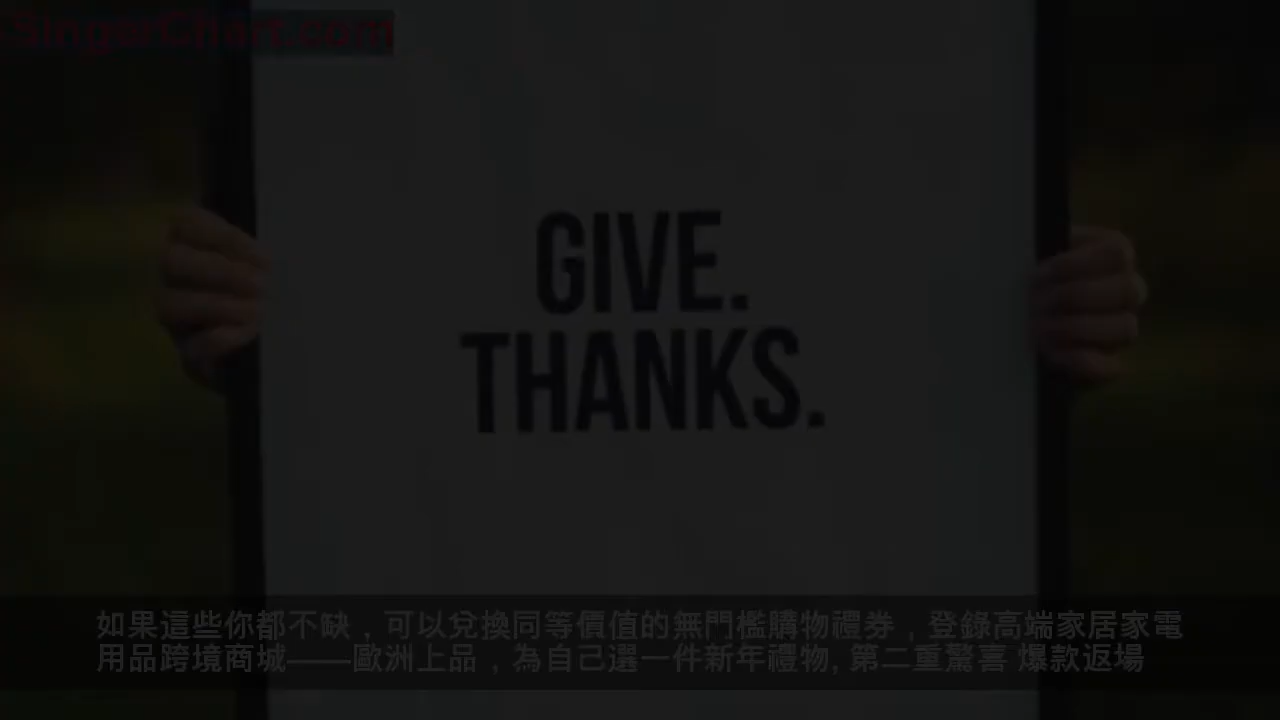 SingerChart.com
GIVE.
THANKS.
如果這些你都不缺，可以兌換同等價值的無門檻購物禮券，登錄高端家居家電
用品跨境商城——歐洲上品，為自己選一件新年禮物, 第二重驚喜 爆款返場